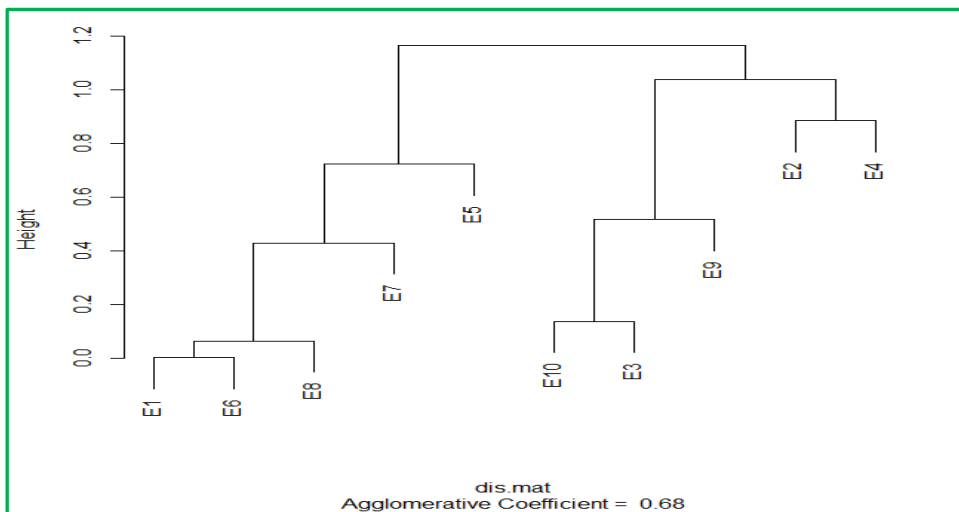 1.2
1.0
0.8
0.6
0.4
0.2
0.0
Height
E1
E6
E8
E7
E5
E10
E3
E9
E2
E4
dis.mat
Agglomerative Coefficient = 0.68